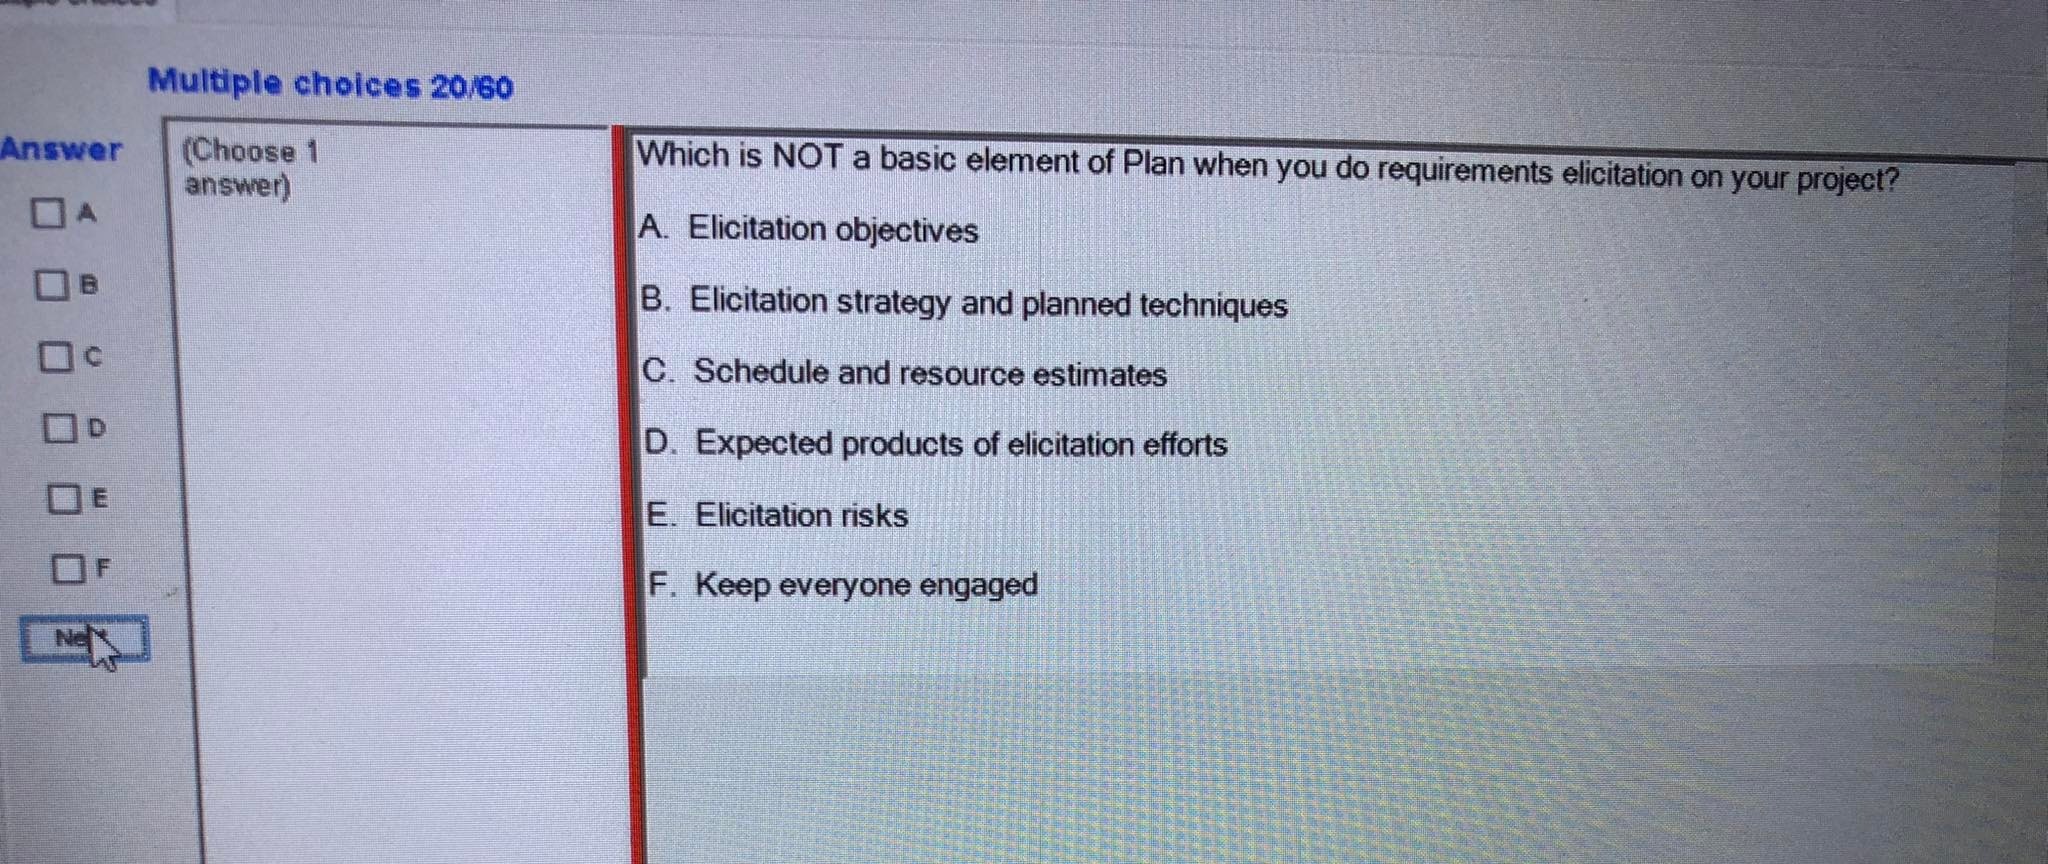 Multiple choices 20/60
Answer
(Choose 1
answer)
A
B
C
D
E
F
Which is NOT a basic element of Plan when you do requirements elicitation on your project?
A. Elicitation objectives
B. Elicitation strategy and planned techniques
C. Schedule and resource estimates
D. Expected products of elicitation efforts
E. Elicitation risks
F. Keep everyone engaged